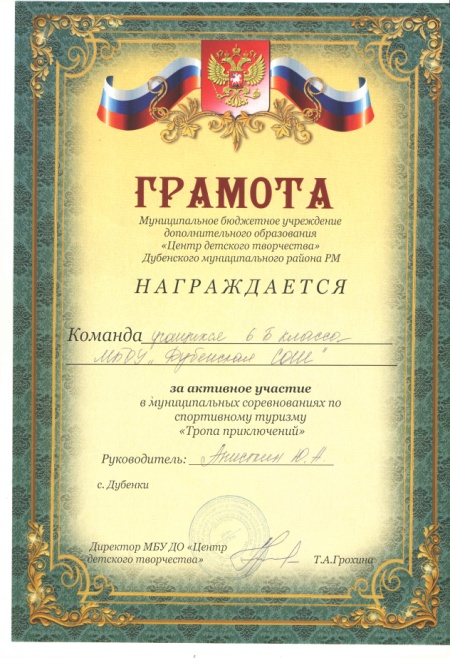 ГРАМОТА
Муниципальное бюджетное учреждение
дополнительного образования
«Центр детского творчества»
Дубенского муниципального района РМ
НАГРАЖДАЕТСЯ
Команда учащихся 6 Б класса
МБОУ "Дубенская СОШ"
за активное участие
в муниципальных соревнованиях по
спортивному туризму
«Тропа приключений»
Руководитель: Анискин Ю.А
с. Дубенки
Директор МБУ ДО «Центр
детского творчества» Т.А.Грохина